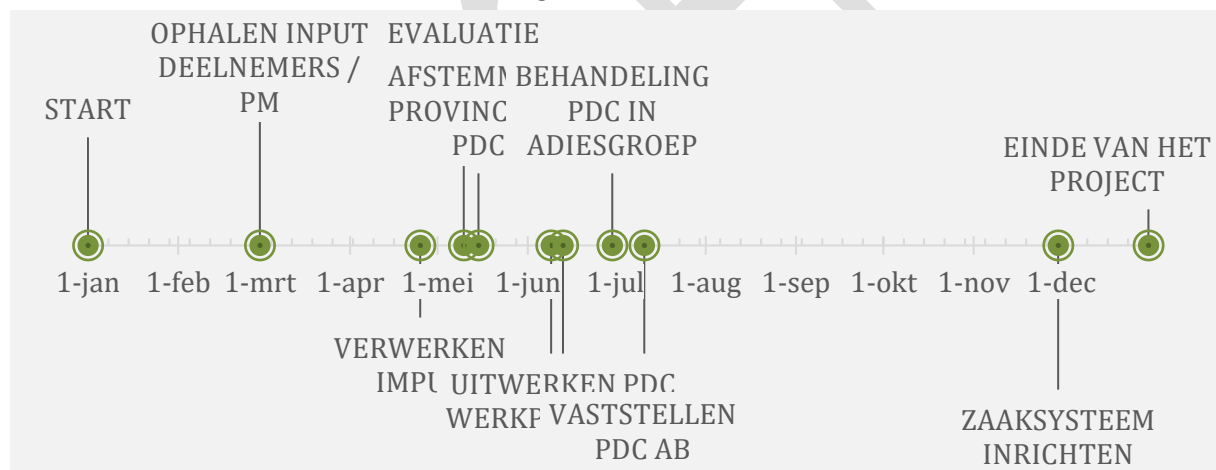 OPHALEN INPUT
DEELNEMERS /
PM
EVALUATIE
AFSTEMM
PROVINC
PDC
BEHANDELING
PDC IN
ADIESGROEP
START
EINDE VAN HET
PROJECT
1-jan 1-feb 1-mrt 1-apr 1-mei 1-jun 1-jul 1-aug 1-sep 1-okt 1-nov 1-dec
VERWERKEN
UITWERKEN PDC
VASTSTELLEN
PDC AB
ZAAKSYSTEEM
INRICHTEN